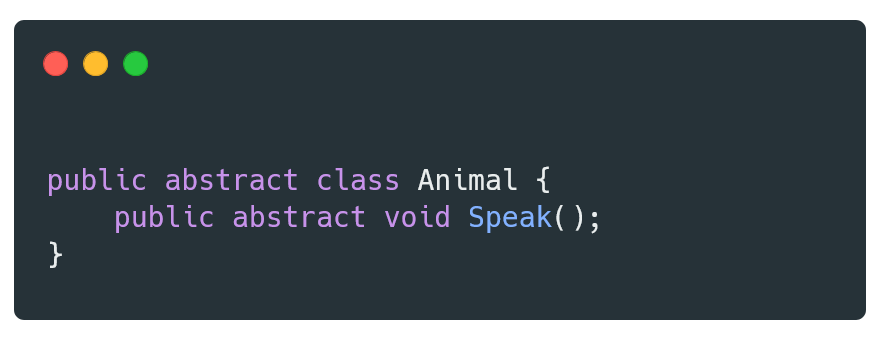 public abstract class Animal {
    public abstract void Speak();
}